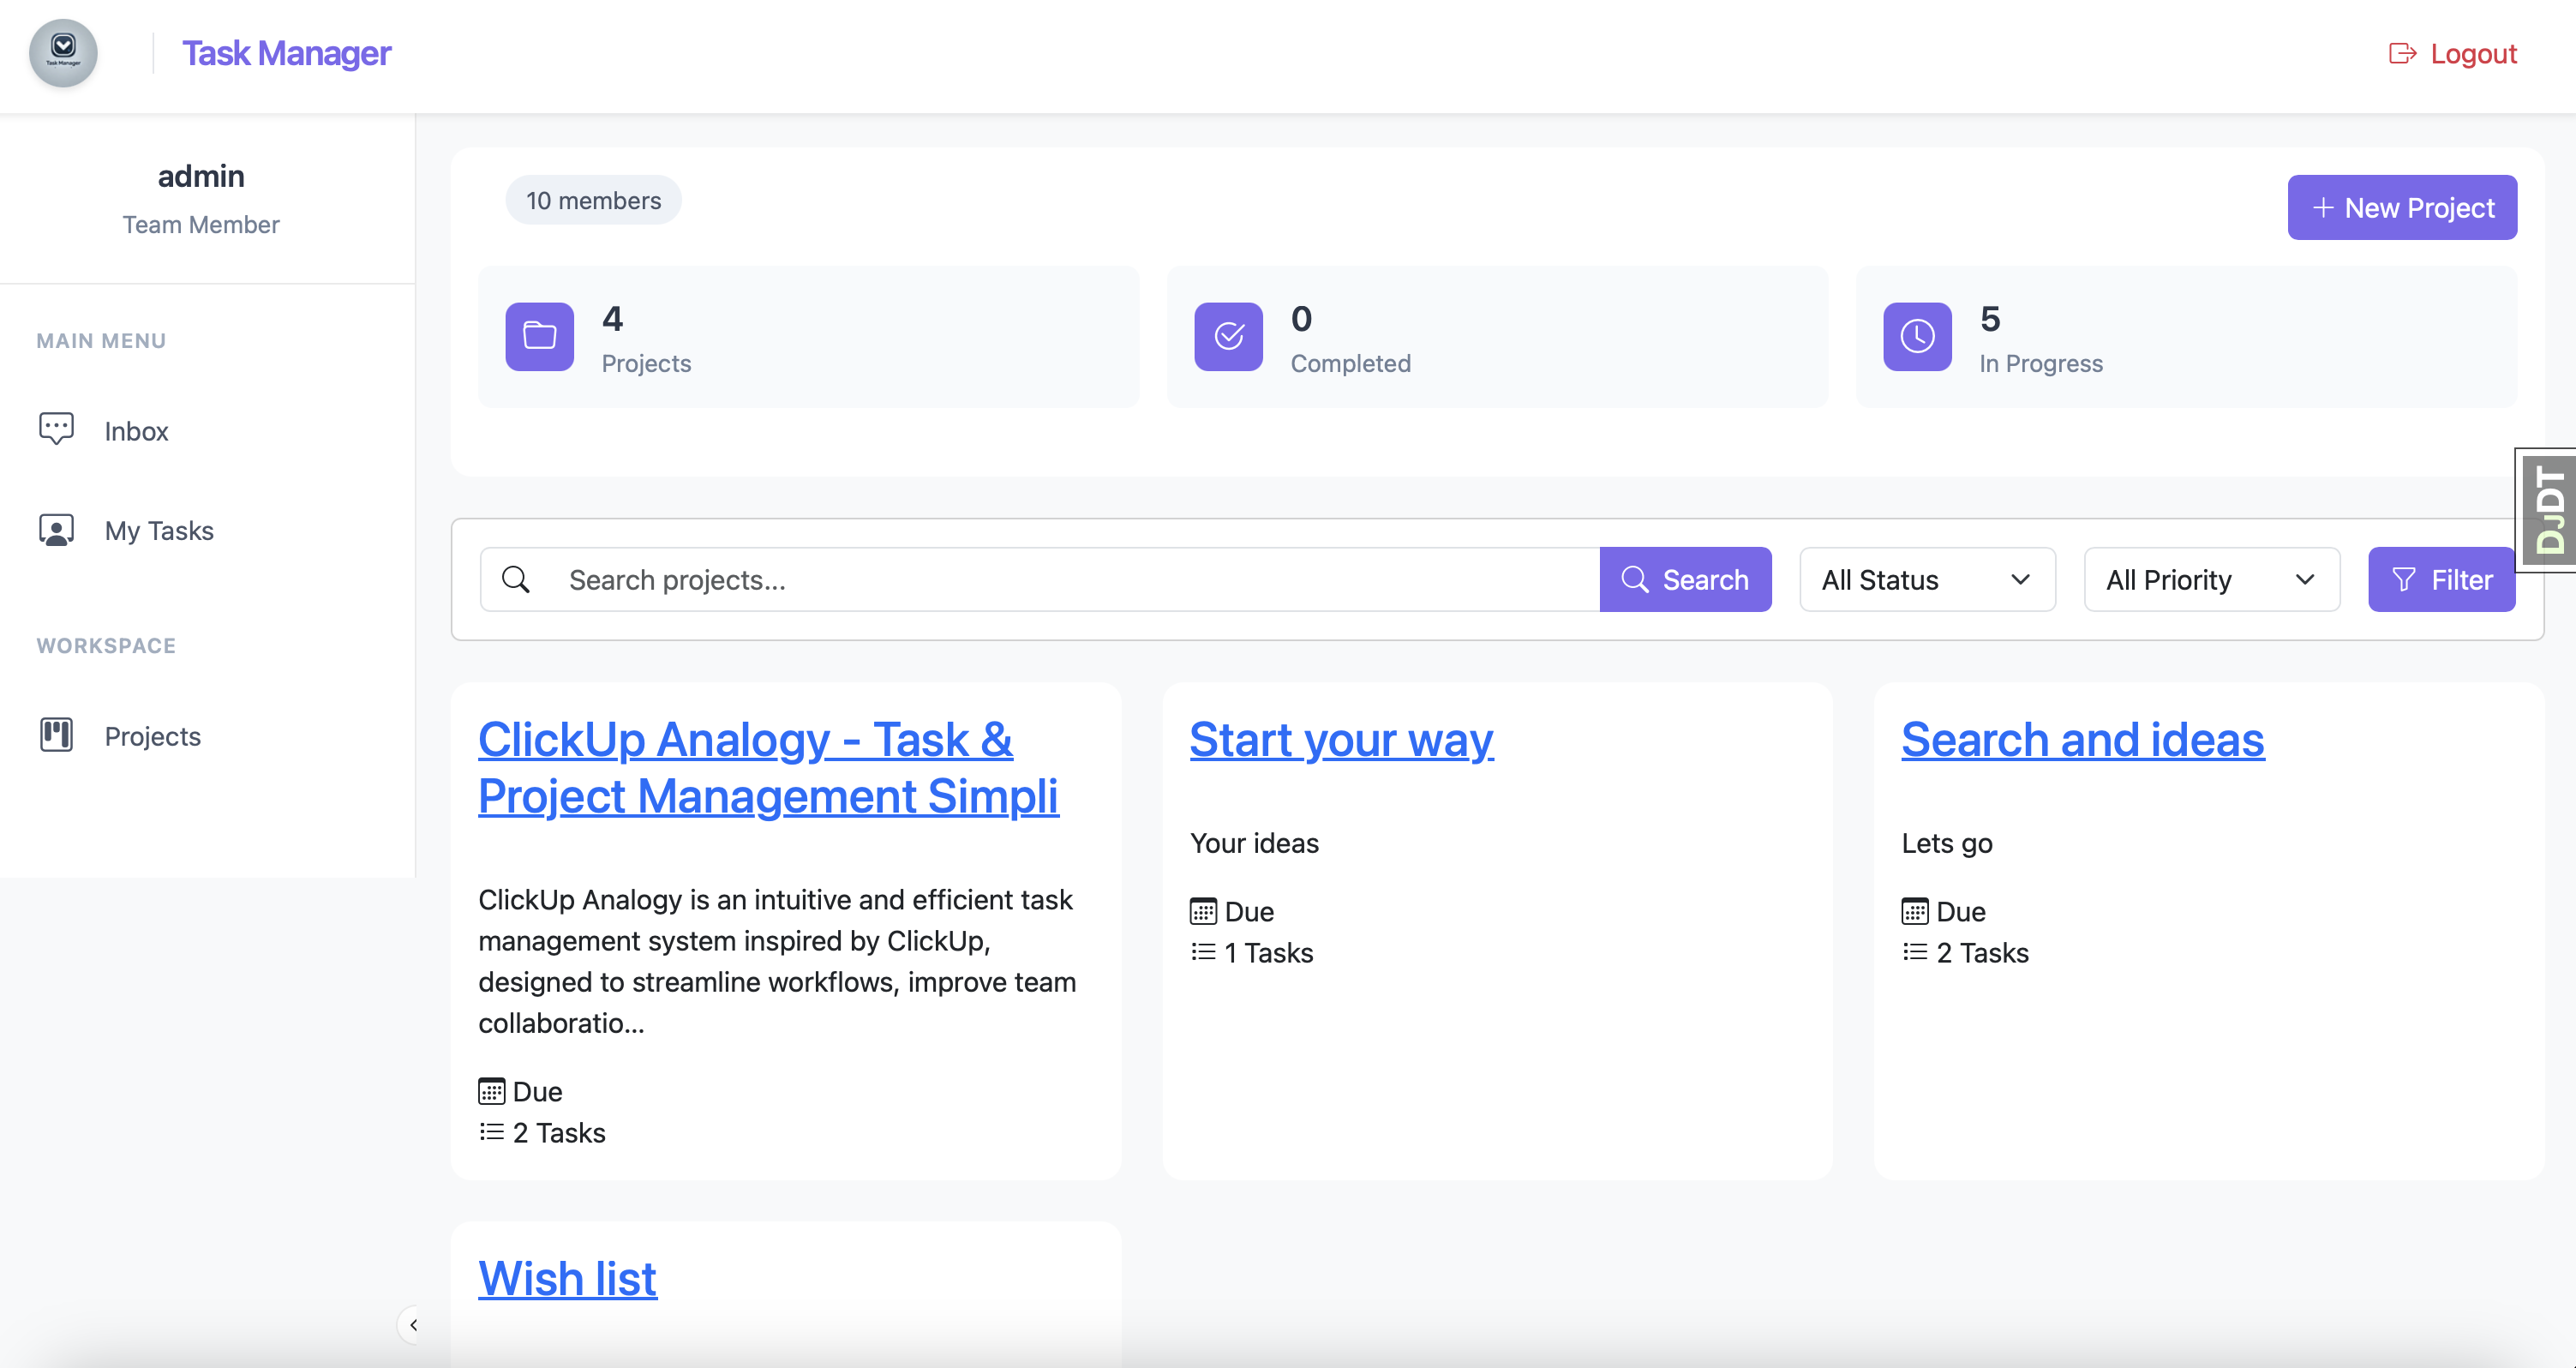 Task Manager
Task Manager
Logout
admin
Team Member
MAIN MENU
Inbox
My Tasks
WORKSPACE
Projects
10 members
+ New Project
4
Projects
0
Completed
5
In Progress
DJDT
Search projects...
Search
All Status
All Priority
Filter
ClickUp Analogy - Task &
Project Management Simpli
ClickUp Analogy is an intuitive and efficient task
management system inspired by ClickUp,
designed to streamline workflows, improve team
collaboratio...
Due
2 Tasks
Start your way
Your ideas
Due
1 Tasks
Search and ideas
Lets go
Due
2 Tasks
Wish list